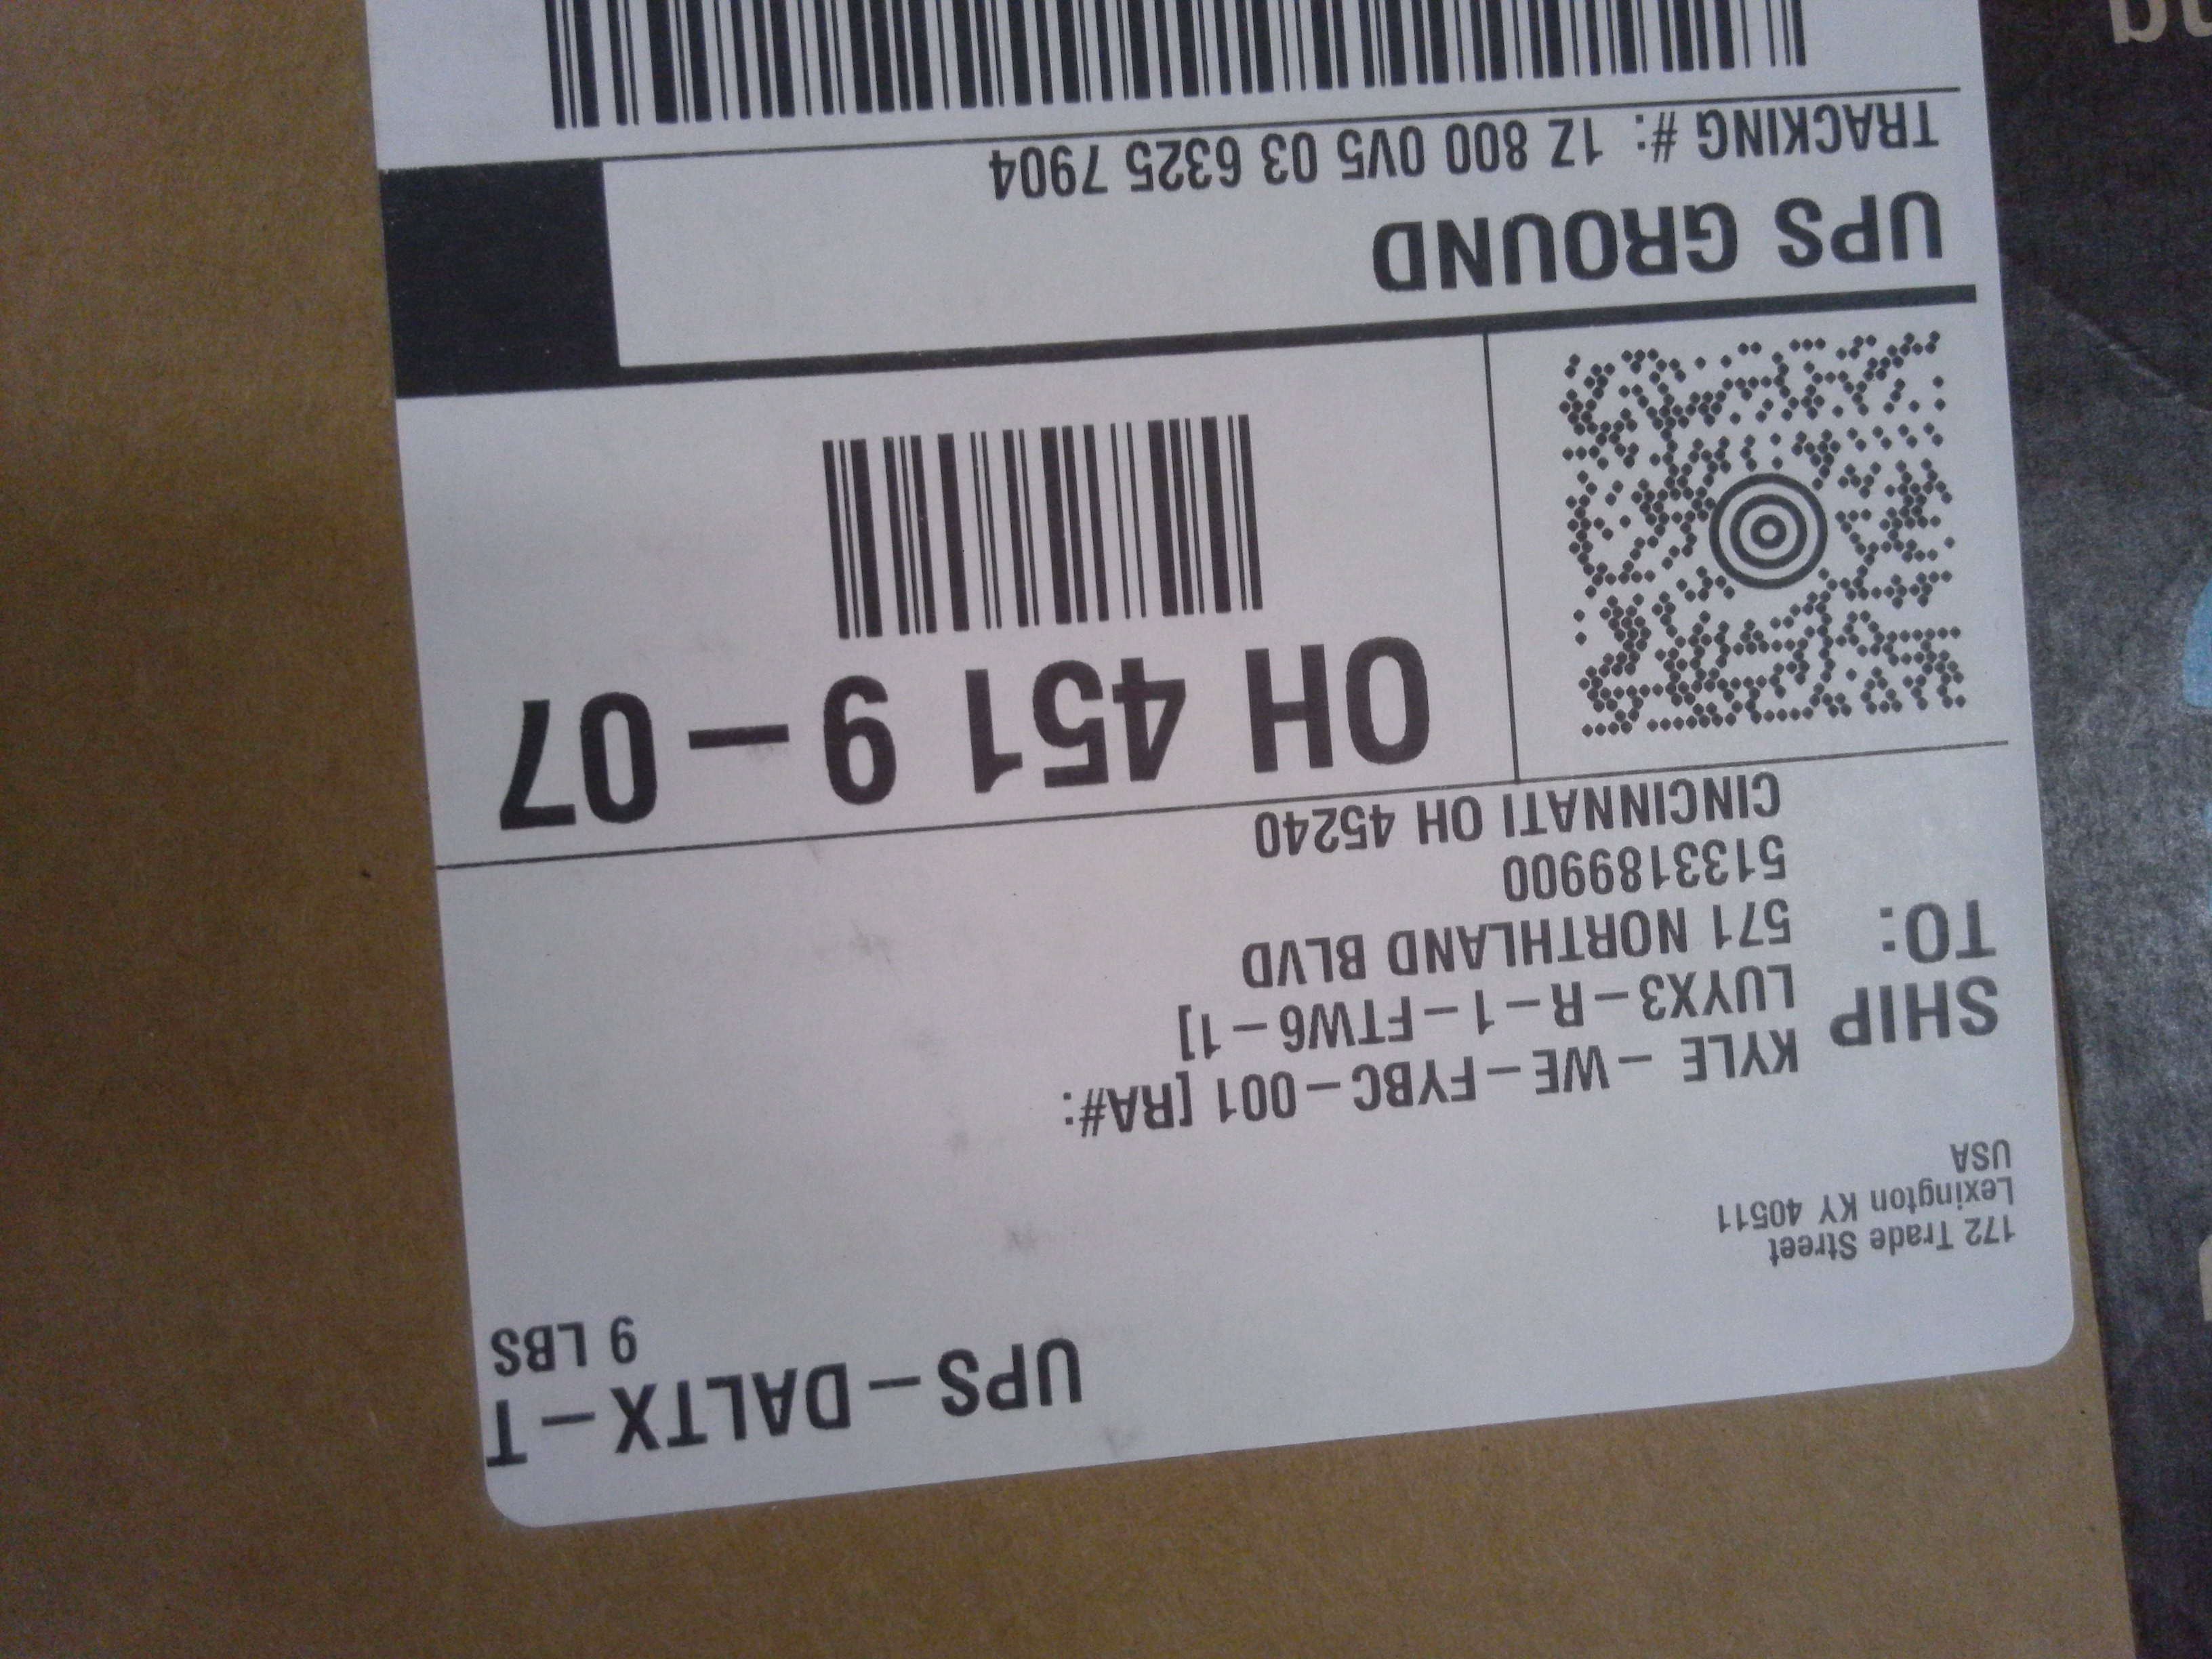 UPS-DALTX-T
9 LBS
172 Trade Street
Lexington KY 40511
USA
SHIP
TO:
KYLE - WE-FYBC-001 [RA#:
LUYX3-R-1-FTW6-1]
571 NORTHLAND BLVD
5133189900
CINCINNATI OH 45240
OH 451 9-07
UPS GROUND
TRACKING #: 1Z 800 0V5 03 6325 7904